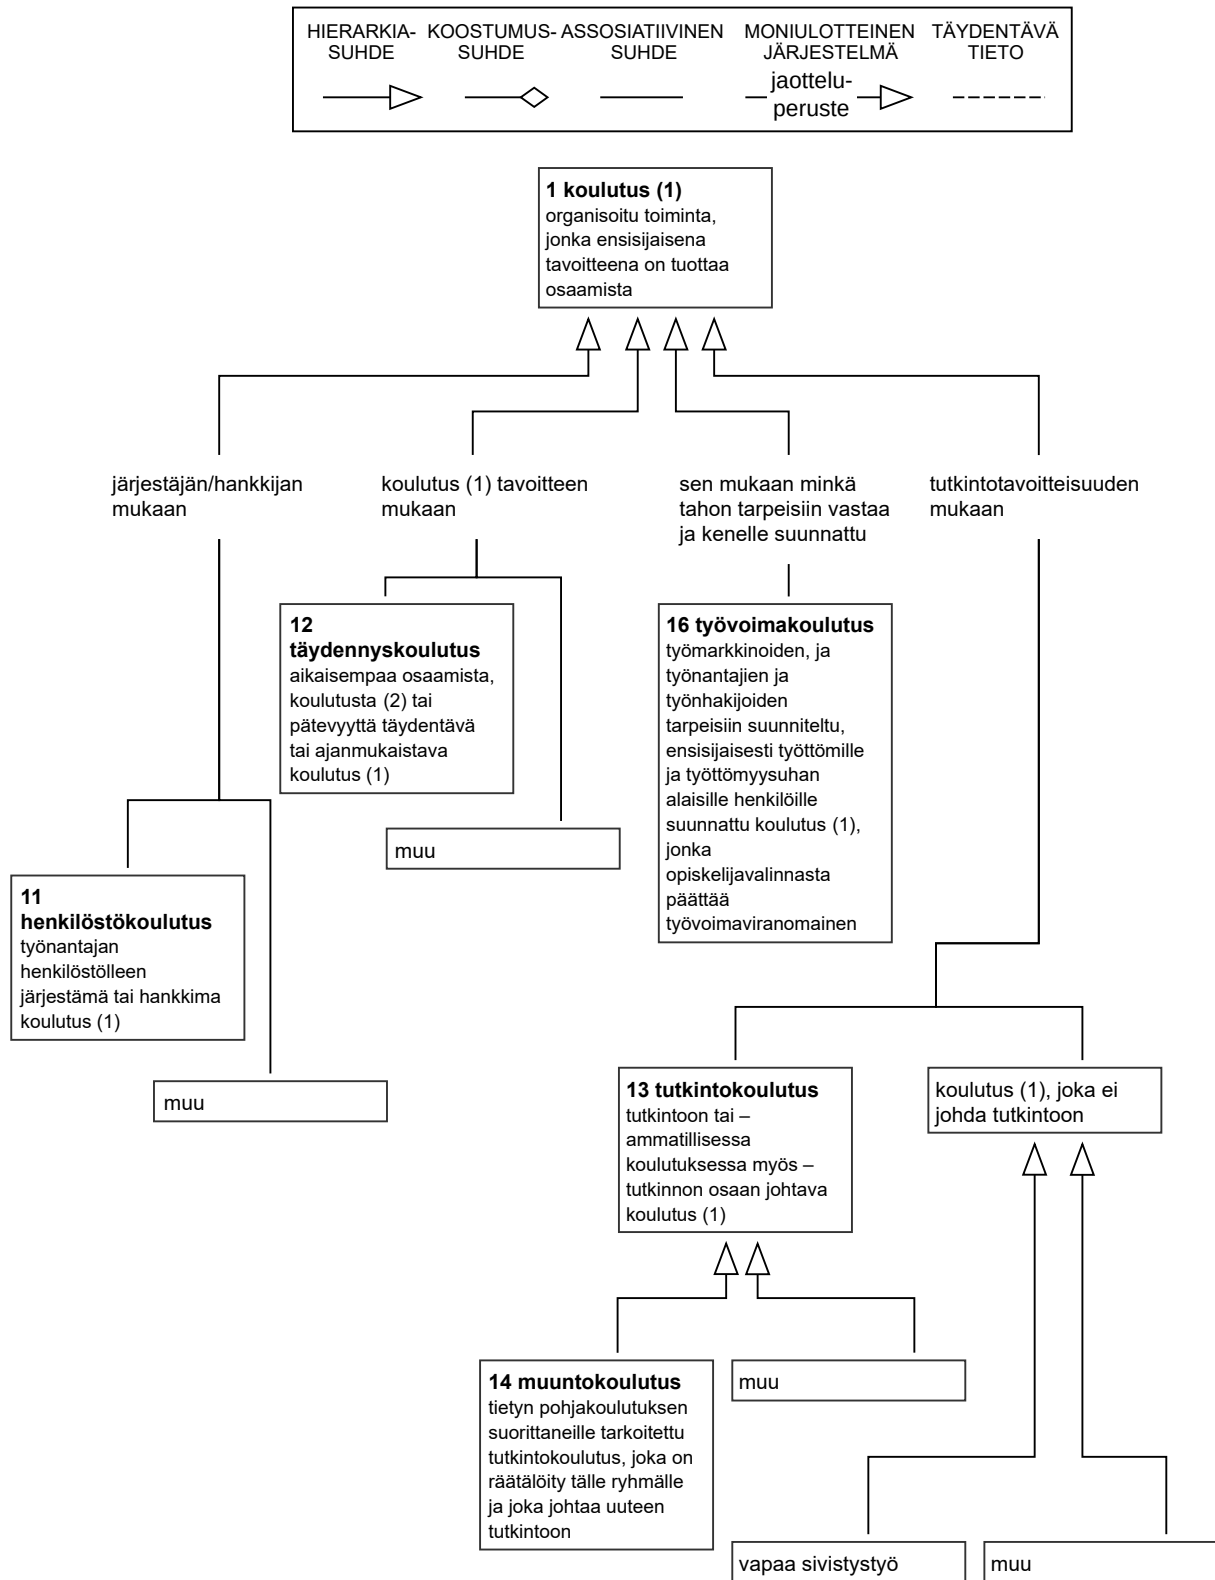 HIERARKIA-
SUHDE
KOOSTUMUS-
SUHDE
ASSOSIATIIVINEN
SUHDE
MONIULOTTEINEN
JÄRJESTELMÄ
jaottelu-
peruste
TÄYDENTÄVÄ
TIETO
1 koulutus (1)
organisoitu toiminta,
jonka ensisijaisena
tavoitteena on tuottaa
osaamista
järjestäjän/hankkijan
mukaan
koulutus (1) tavoitteen
mukaan
sen mukaan minkä
tahon tarpeisiin vastaa
ja kenelle suunnattu
tutkintotavoitteisuuden
mukaan
12
täydennyskoulutus
aikaisempaa osaamista,
koulutusta (2) tai
pätevyyttä täydentävä
tai ajanmukaistava
koulutus (1)
16 työvoimakoulutus
työmarkkinoiden, ja
työnantajien ja
työnhakijoiden
tarpeisiin suunniteltu,
ensisijaisesti työttömille
ja työttömyysuhan
alaisille henkilöille
suunnattu koulutus (1),
jonka
opiskelijavalinnasta
päättää
työvoimaviranomainen
muu
11
henkilöstökoulutus
työnantajan
henkilöstölleen
järjestämä tai hankkima
koulutus (1)
muu
13 tutkintokoulutus
tutkintoon tai –
ammatillisessa
koulutuksessa myös –
tutkinnon osaan johtava
koulutus (1)
koulutus (1), joka ei
johda tutkintoon
14 muuntokoulutus
tietyn pohjakoulutuksen
suorittaneille tarkoitettu
tutkintokoulutus, joka on
räätälöity tälle ryhmälle
ja joka johtaa uuteen
tutkintoon
muu
vapaa sivistystyö
muu